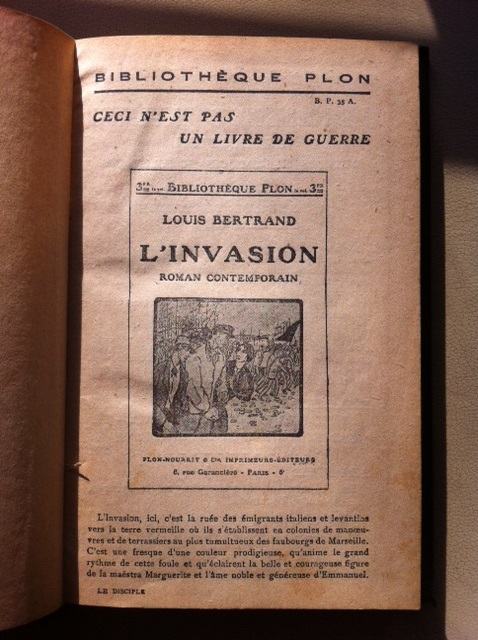 BIBLIOTHÈQUE PLON
B. P. 35 A.
CECI N'EST PAS
UN LIVRE DE GUERRE
3FR BIBLIOTHÈQUE PLON 3FR
LOUIS BERTRAND
L'INVASION
ROMAN CONTEMPORAIN
PLON-NOURRIT & Cie IMPRIMEURS-ÉDITEURS
8, rue Garancière - PARIS - 6e
L'Invasion, ici, c'est la ruée des émigrants italiens et levantins
vers la terre vermeille où ils s'établissent en colonies de manœu-
vres et de terrassiers au plus tumultueux des faubourgs de Marseille.
C'est une fresque d'une couleur prodigieuse, qu'anime le grand
rythme de cette foule et qu'éclairent la belle et courageuse figure
de la maëstra Marguerite et l'âme noble et généreuse d'Emmanuel.
LE DISCIPLE